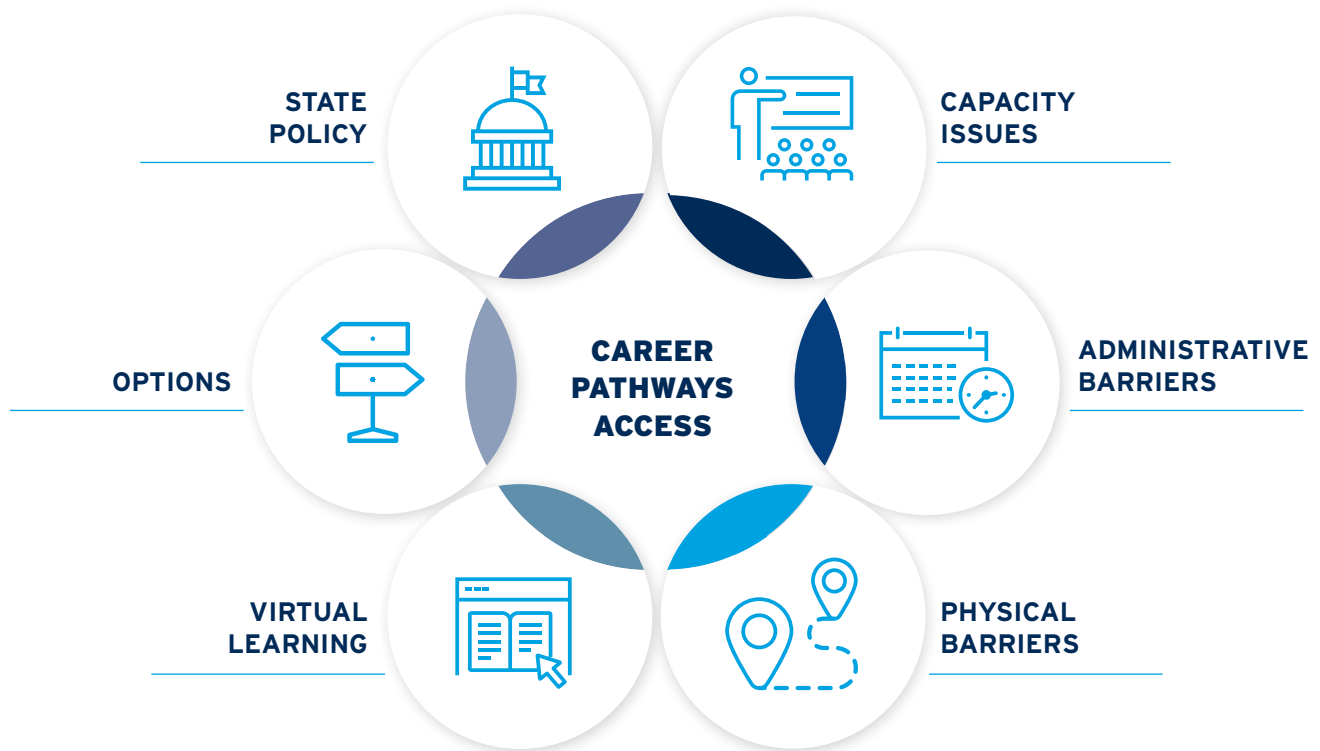 STATE
POLICY
CAPACITY
ISSUES
OPTIONS
CAREER
PATHWAYS
ACCESS
ADMINISTRATIVE
BARRIERS
VIRTUAL
LEARNING
PHYSICAL
BARRIERS